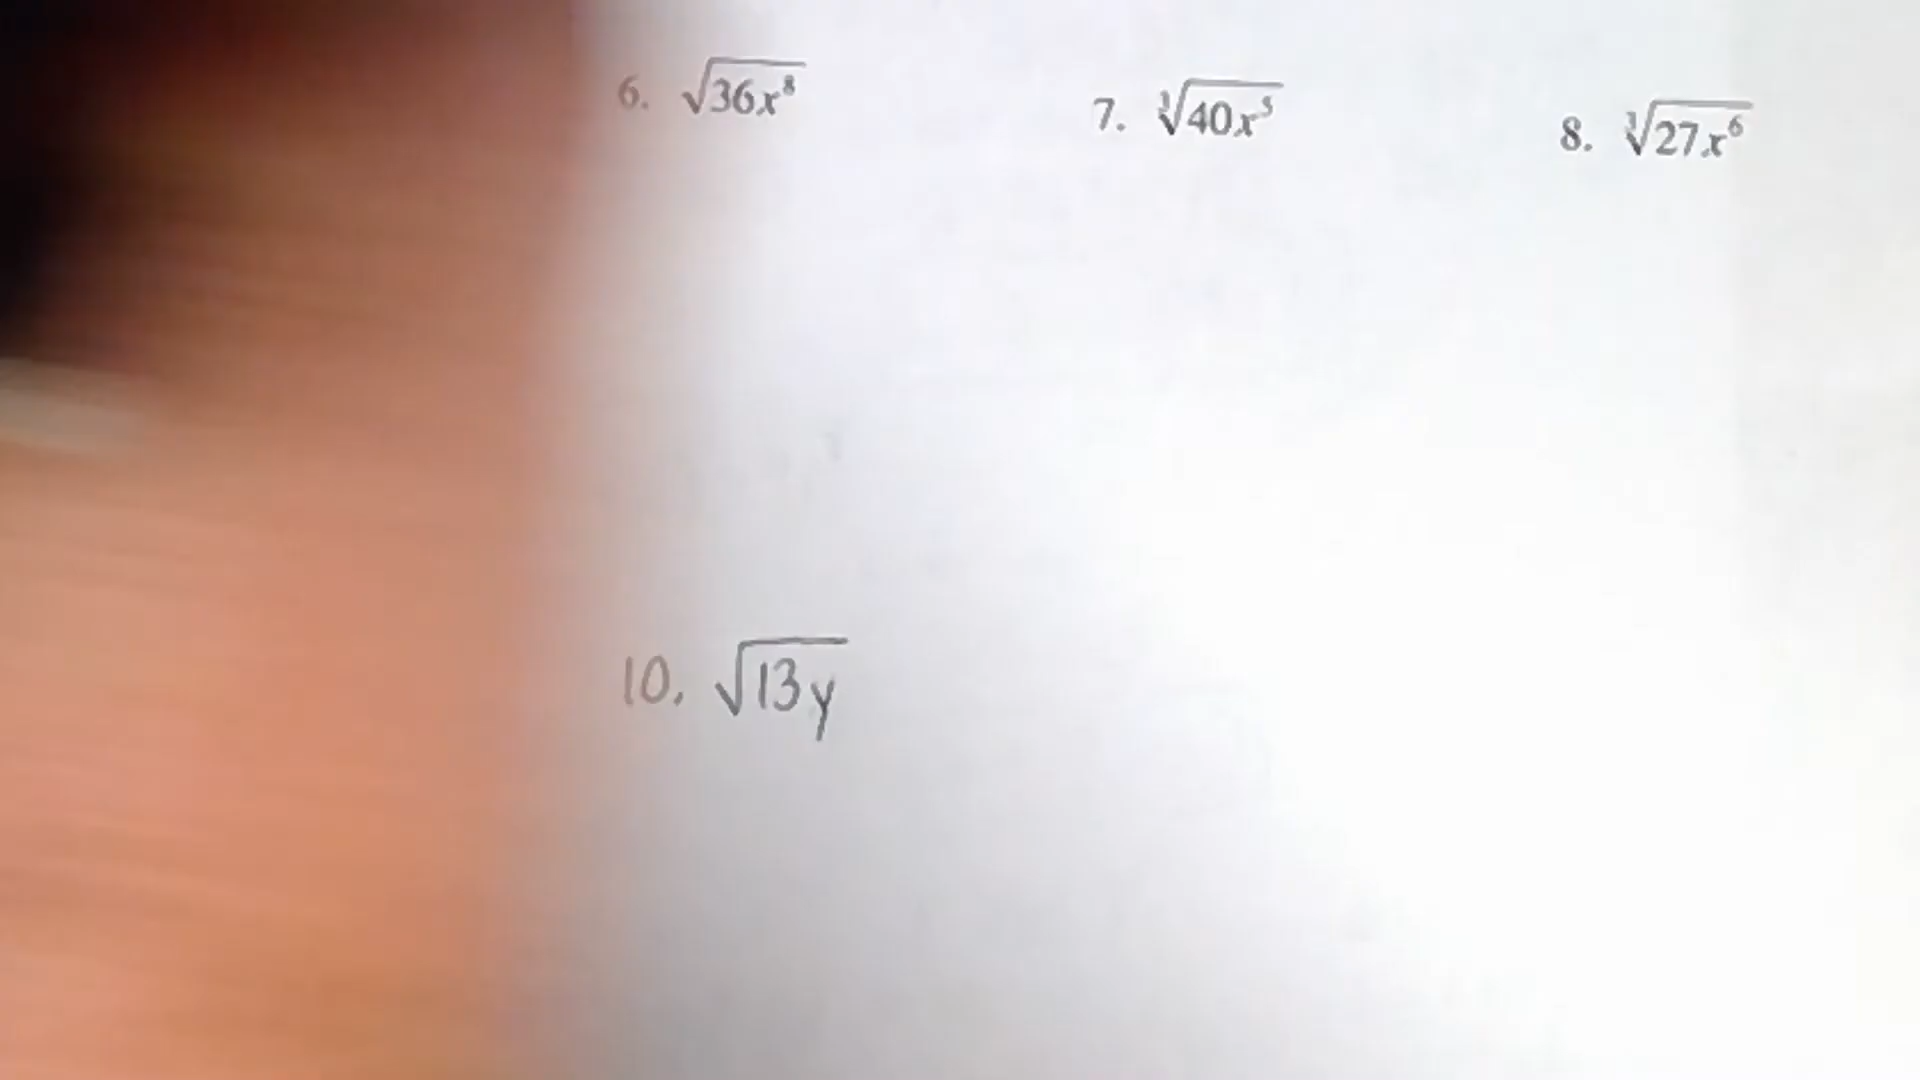 6. √36x⁸ 7. ∛40x⁵ 8. ∛27x⁶
10. √13y